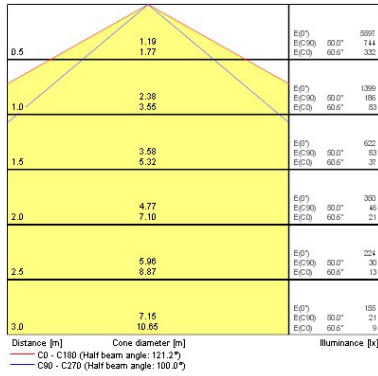 E(0°) 5597
1.19 E(C90) 50.0° 744
0.5 1.77 E(C0) 60.6° 332
E(0°) 1399
2.38 E(C90) 50.0° 186
1.0 3.55 E(C0) 60.6° 83
E(0°) 622
3.58 E(C90) 50.0° 83
1.5 5.32 E(C0) 60.6° 37
E(0°) 350
4.77 E(C90) 50.0° 46
2.0 7.10 E(C0) 60.6° 21
E(0°) 224
5.96 E(C90) 50.0° 30
2.5 8.87 E(C0) 60.6° 13
E(0°) 155
7.15 E(C90) 50.0° 21
3.0 10.65 E(C0) 60.6° 9
Distance [m] Cone diameter [m] Illuminance [lx]
C0 - C180 (Half beam angle: 121.2°)
C90 - C270 (Half beam angle: 100.0°)